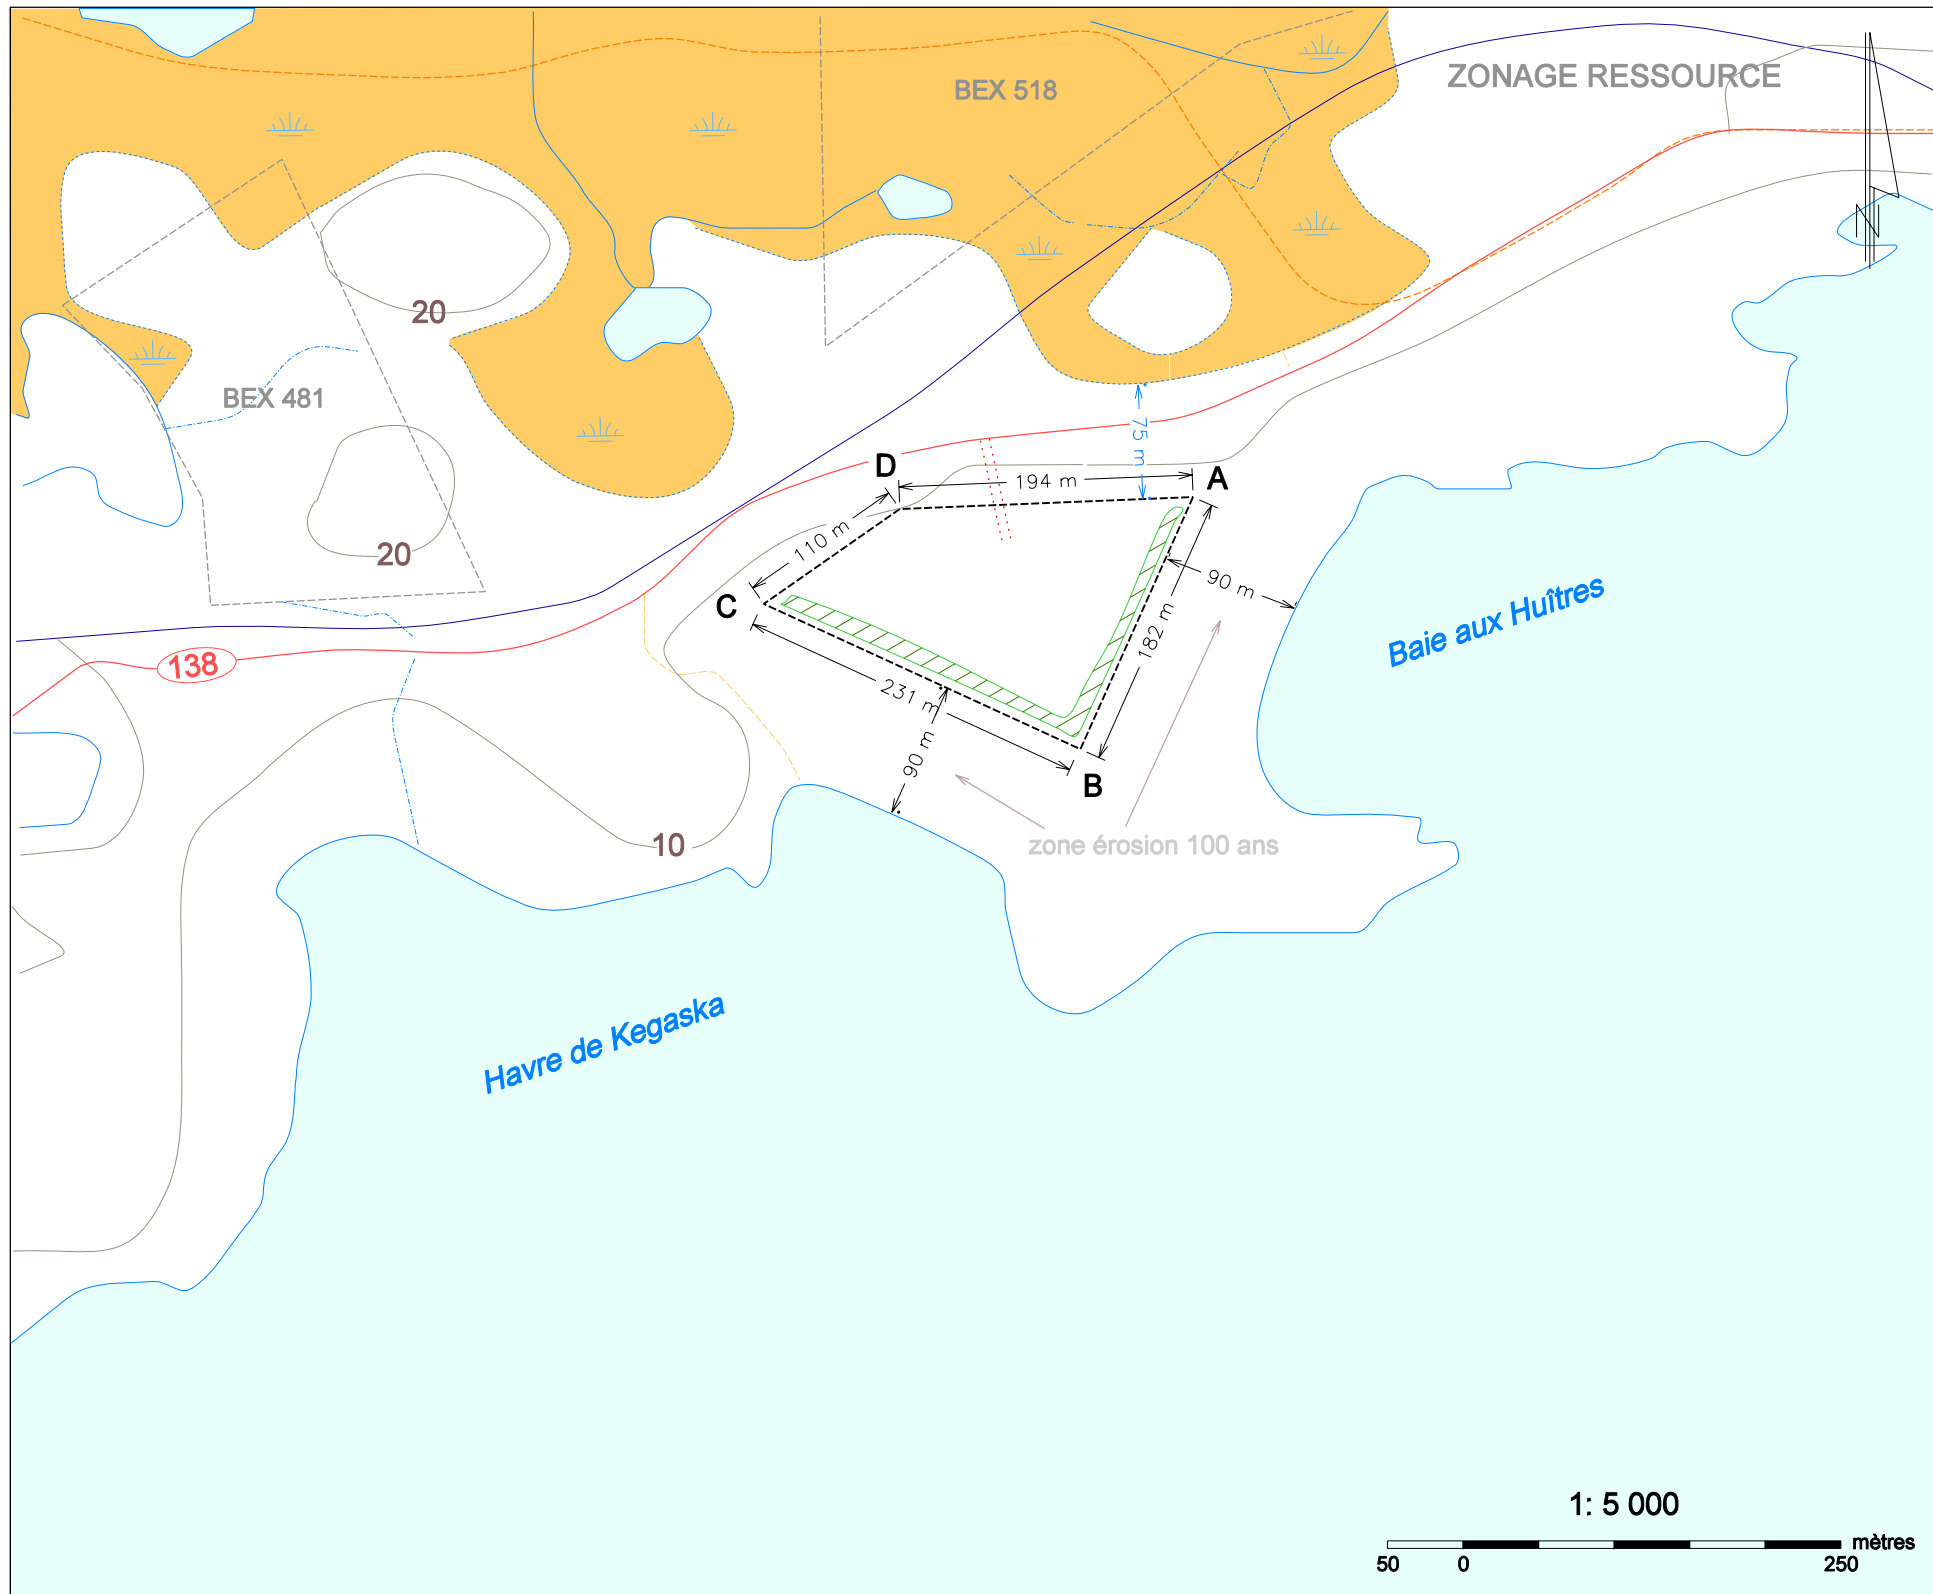 ZONAGE RESSOURCE
BEX 518
N
20
BEX 481
75 m
D
194 m
A
110 m
20
90 m
C
Baie aux Huîtres
182 m
138
231 m
90 m
B
10
zone érosion 100 ans
Havre de Kegaska
1: 5 000
mètres
50 0 250